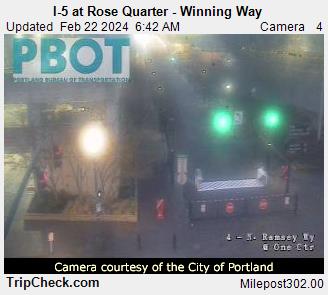 I-5 at Rose Quarter - Winning Way
Updated Feb 22 2024 6:42 AM Camera 4
PBOT
PORTLAND BUREAU OF TRANSPORTATION
4 - N. Ramsey Wy
W One Ctr
Camera courtesy of the City of Portland
TripCheck.com Milepost302.00